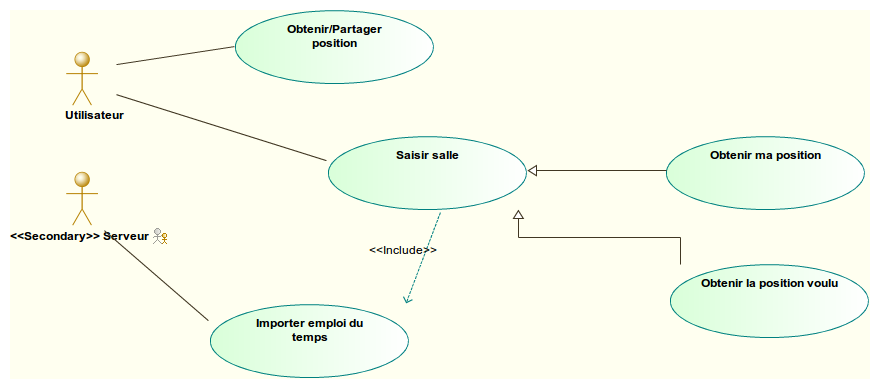 Obtenir/Partager
position
Utilisateur
Saisir salle
Obtenir ma position
<<Secondary>> Serveur
<<Include>>
Obtenir la position voulu
Importer emploi du
temps